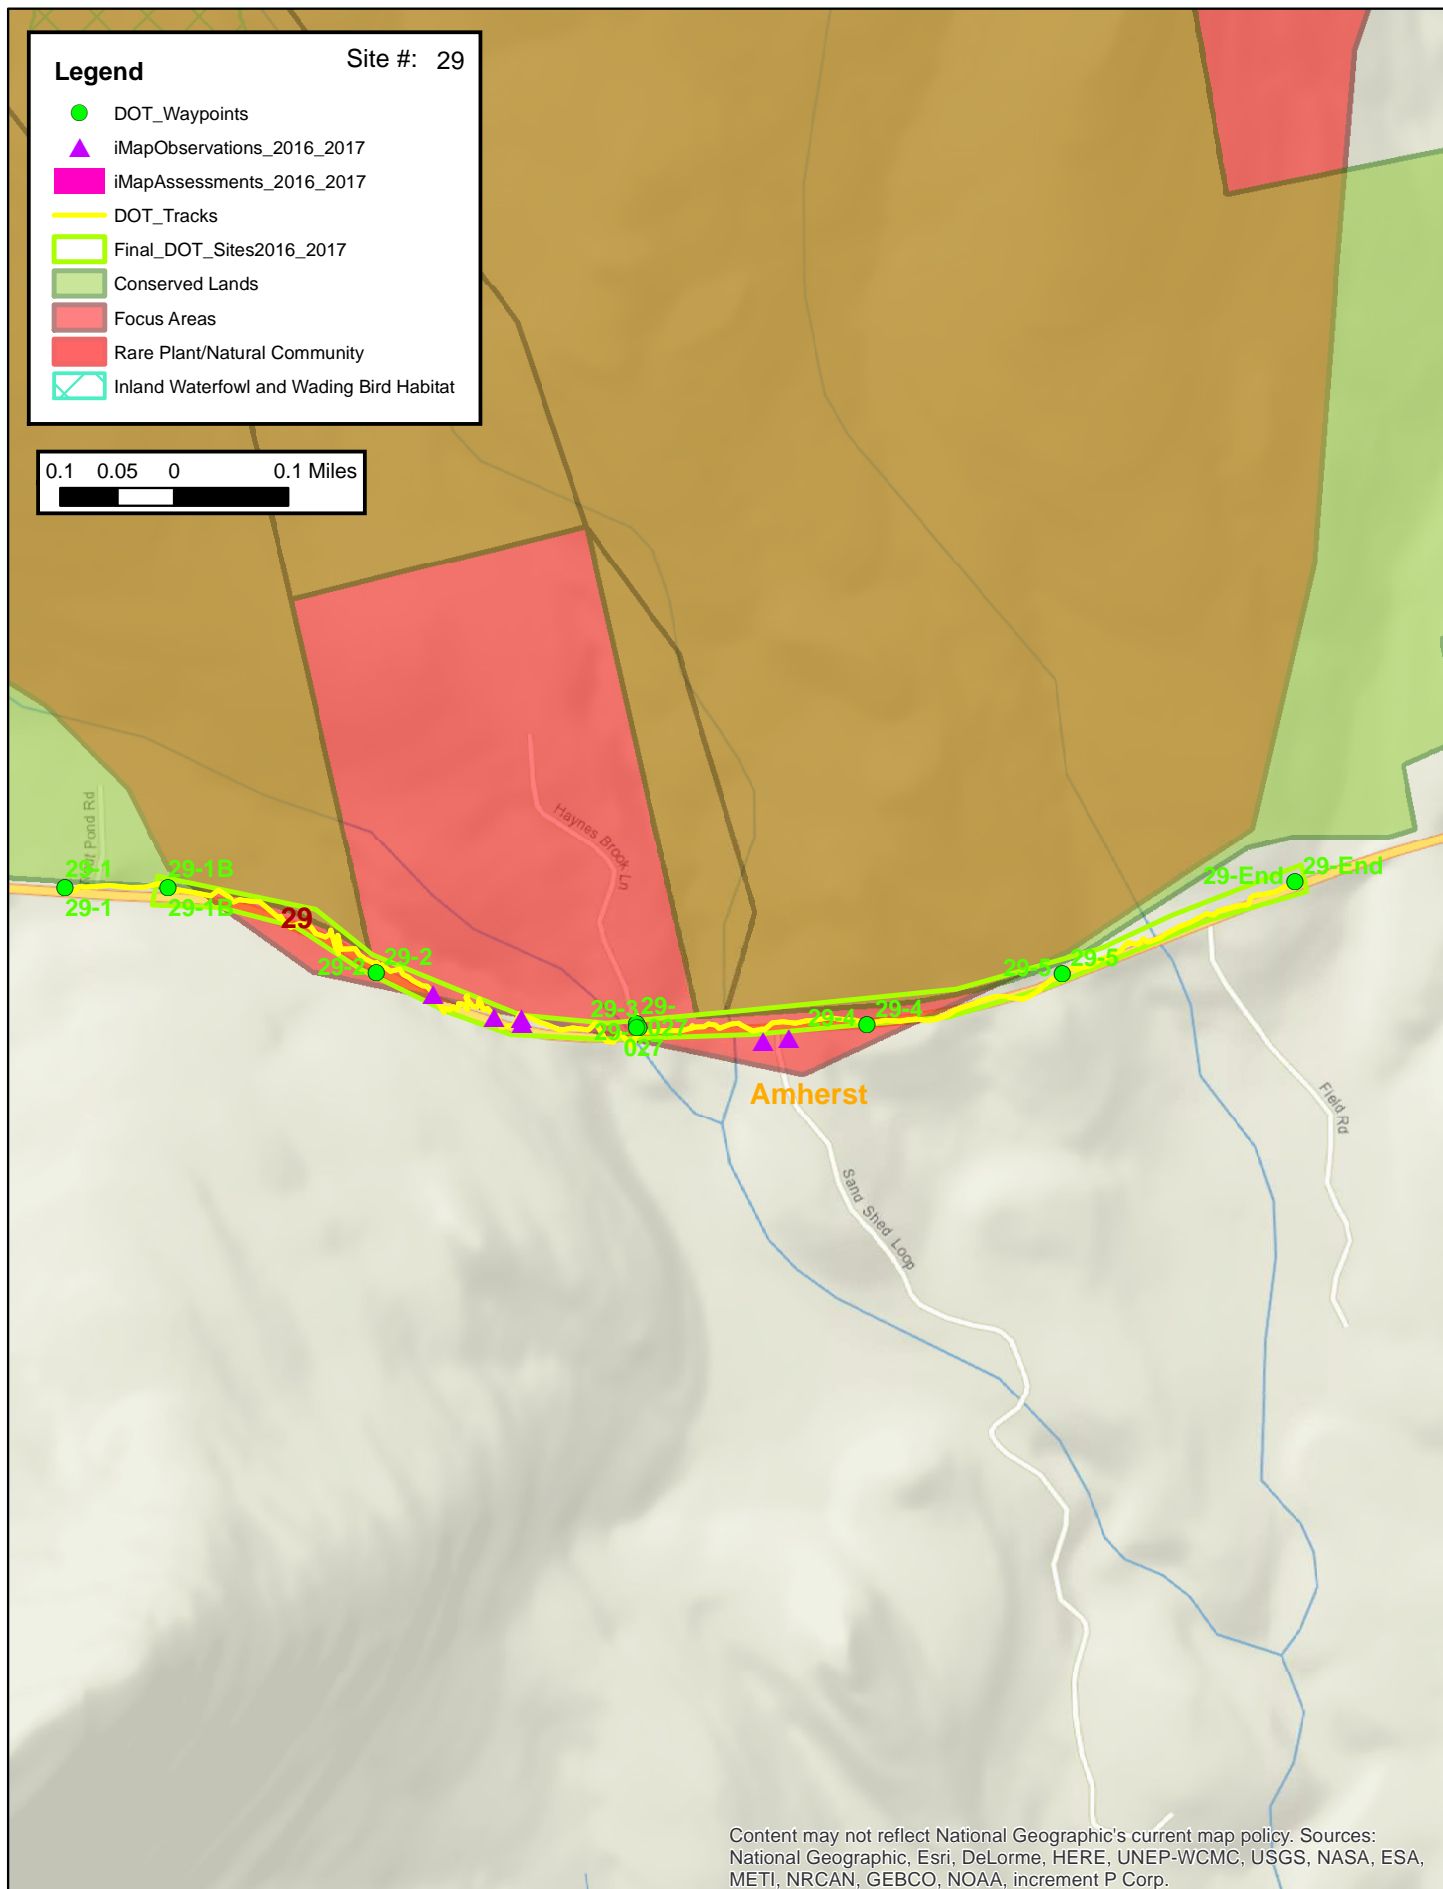 Legend
Site #: 29
DOT_Waypoints
iMapObservations_2016_2017
iMapAssessments_2016_2017
DOT_Tracks
Final_DOT_Sites2016_2017
Conserved Lands
Focus Areas
Rare Plant/Natural Community
Inland Waterfowl and Wading Bird Habitat
0.1 0.05 0 0.1 Miles
Pond Rd
Haynes Brook Ln
29-1
29-1B
29-1
29-1B
29
29-End
29-End
29-2
29-2
29-5
29-5
29-3
29-
29-4
29-4
027
027
Amherst
Field Rd
Sand Shed Loop
Content may not reflect National Geographic's current map policy. Sources:
National Geographic, Esri, DeLorme, HERE, UNEP-WCMC, USGS, NASA, ESA,
METI, NRCAN, GEBCO, NOAA, increment P Corp.